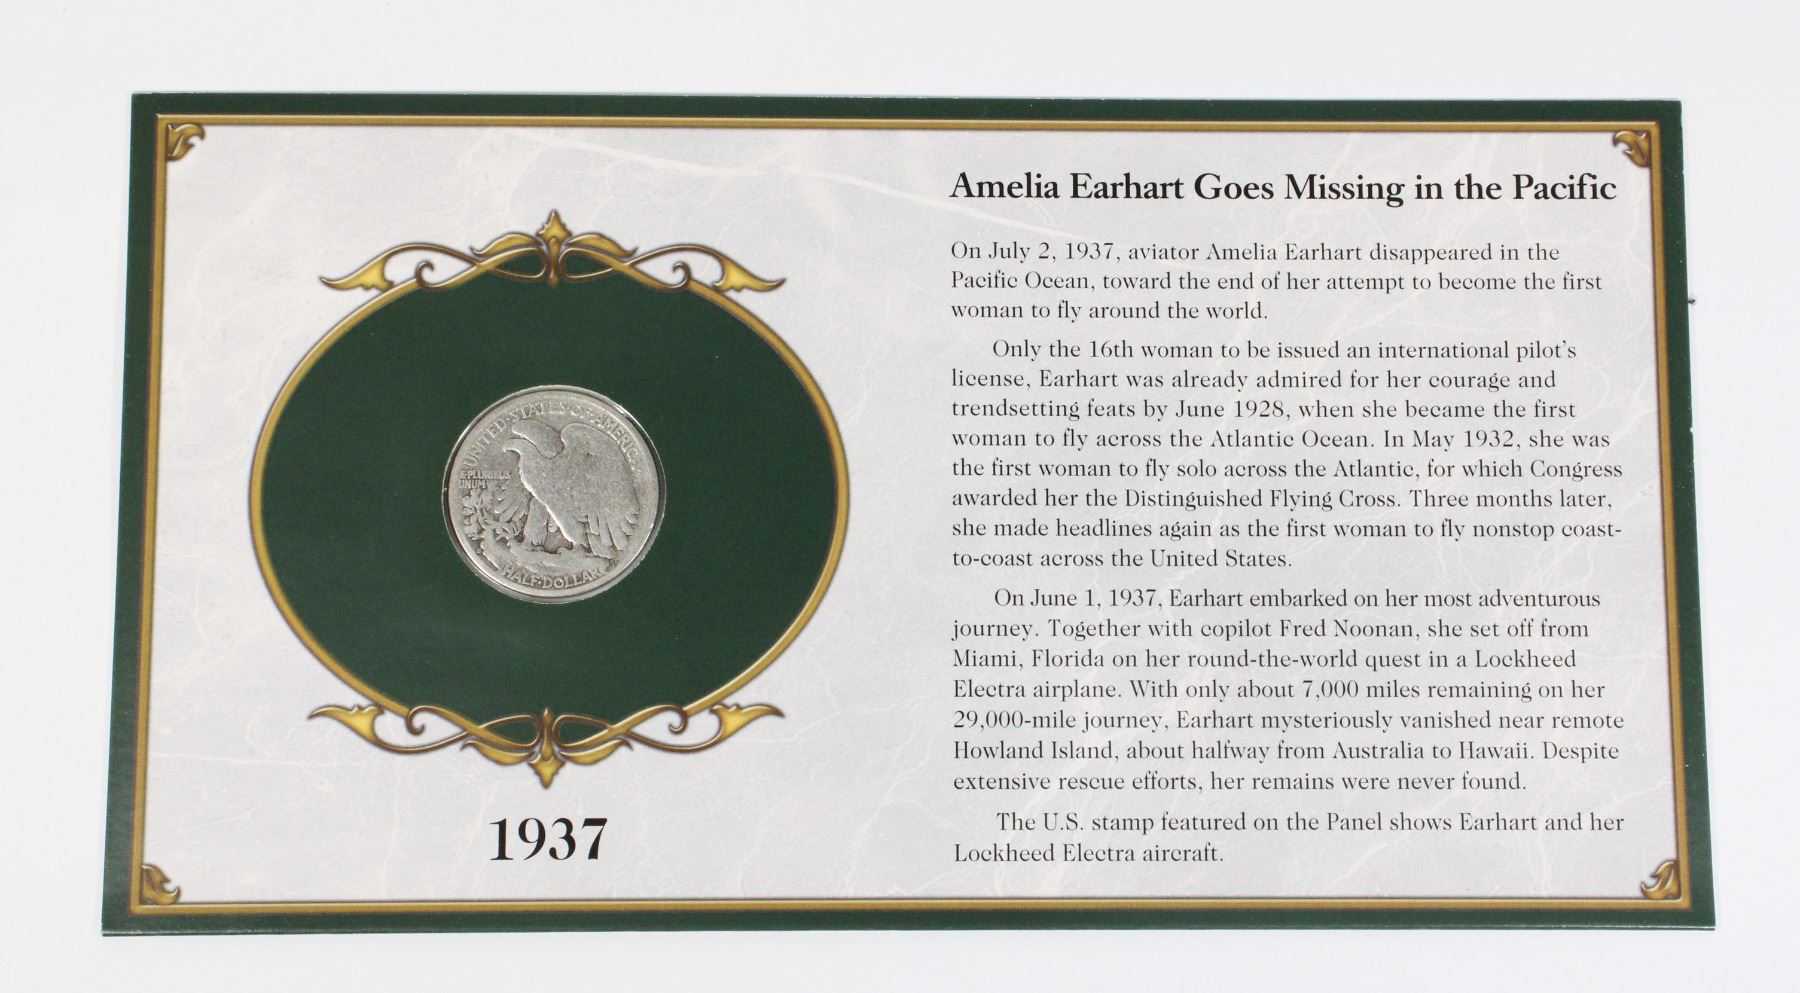 UNITED·STATES·OF·AMERICA
E·PLURIBUS
UNUM
HALF·DOLLAR
1937
Amelia Earhart Goes Missing in the Pacific
On July 2, 1937, aviator Amelia Earhart disappeared in the
Pacific Ocean, toward the end of her attempt to become the first
woman to fly around the world.
Only the 16th woman to be issued an international pilot's
license, Earhart was already admired for her courage and
trendsetting feats by June 1928, when she became the first
woman to fly across the Atlantic Ocean. In May 1932, she was
the first woman to fly solo across the Atlantic, for which Congress
awarded her the Distinguished Flying Cross. Three months later,
she made headlines again as the first woman to fly nonstop coast-
to-coast across the United States.
On June 1, 1937, Earhart embarked on her most adventurous
journey. Together with copilot Fred Noonan, she set off from
Miami, Florida on her round-the-world quest in a Lockheed
Electra airplane. With only about 7,000 miles remaining on her
29,000-mile journey, Earhart mysteriously vanished near remote
Howland Island, about halfway from Australia to Hawaii. Despite
extensive rescue efforts, her remains were never found.
The U.S. stamp featured on the Panel shows Earhart and her
Lockheed Electra aircraft.